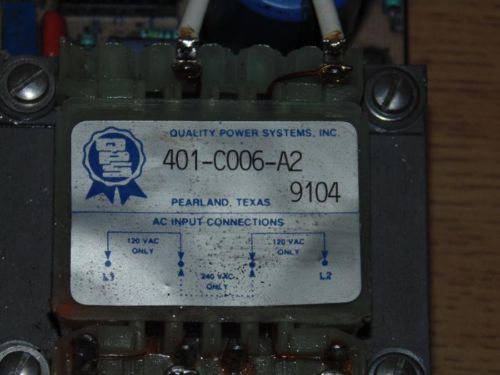 QUALITY POWER SYSTEMS, INC.
QPS
401-C006-A2
9104
PEARLAND, TEXAS
AC INPUT CONNECTIONS
120 VAC
ONLY
120 VAC
ONLY
L1
240 VAC
ONLY
L2